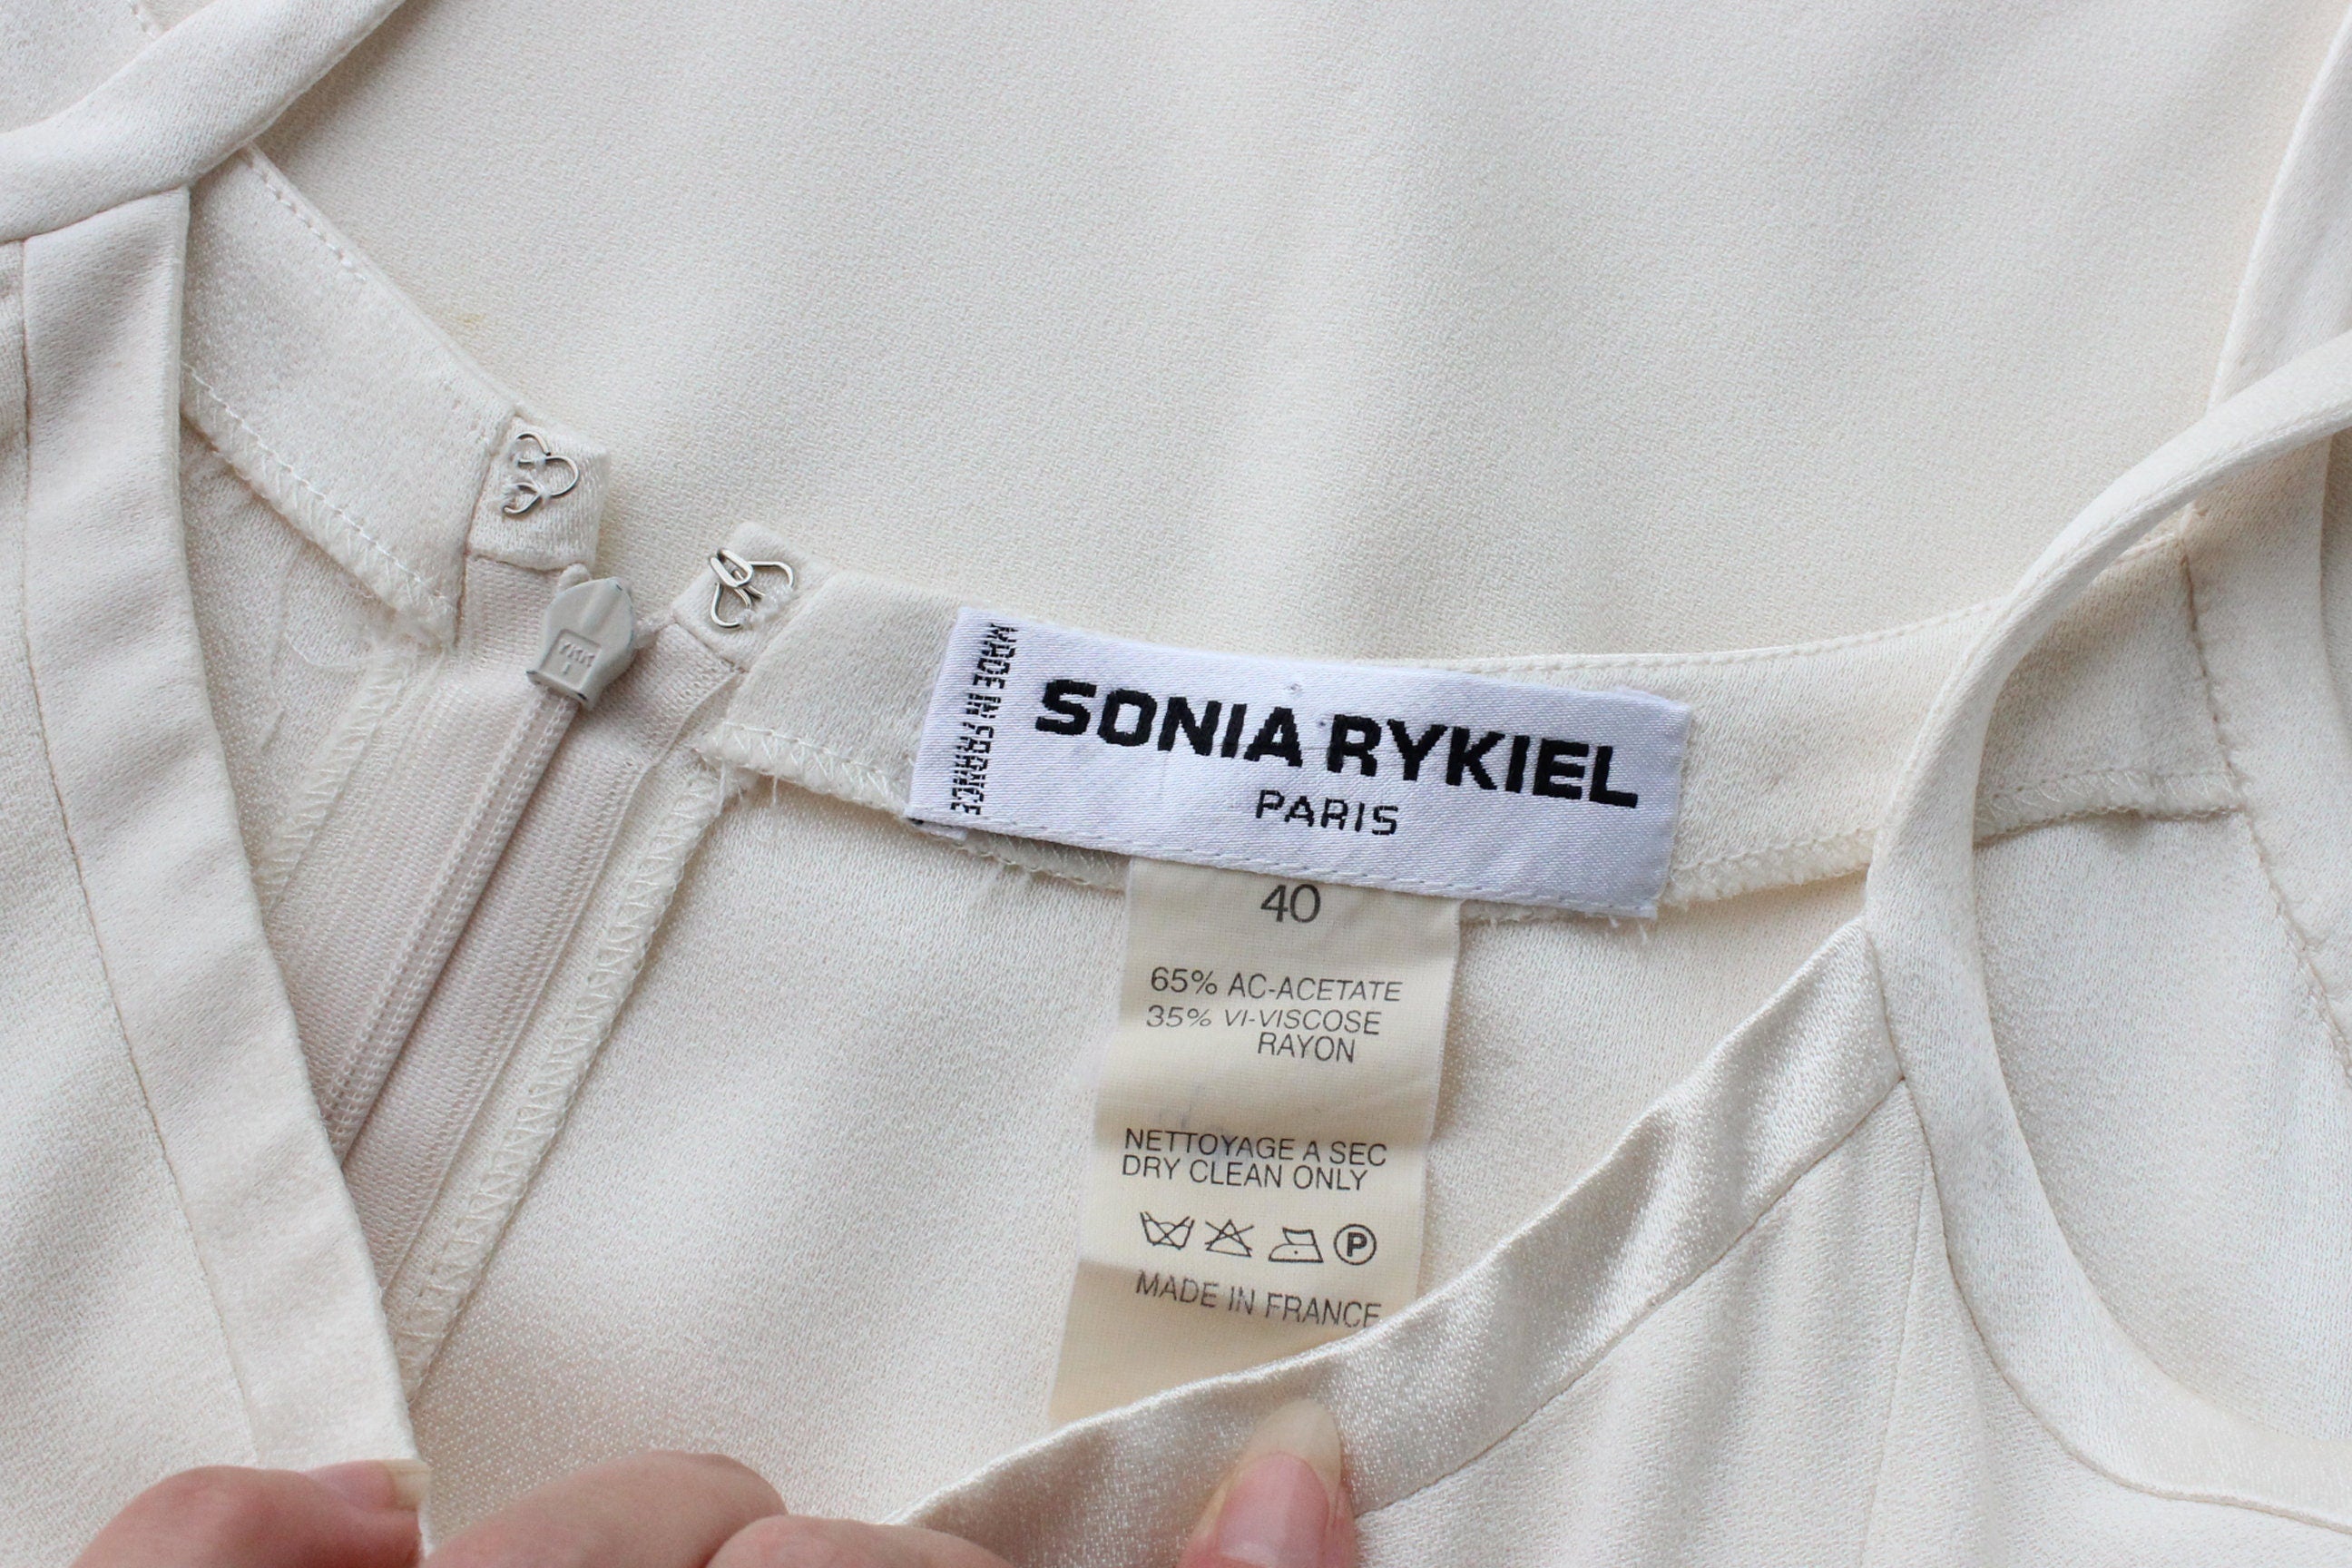 MADE IN FRANCE
SONIA RYKIEL
PARIS
40
65% AC-ACETATE
35% VI-VISCOSE
RAYON
NETTOYAGE A SEC
DRY CLEAN ONLY
P
MADE IN FRANCE
YKK